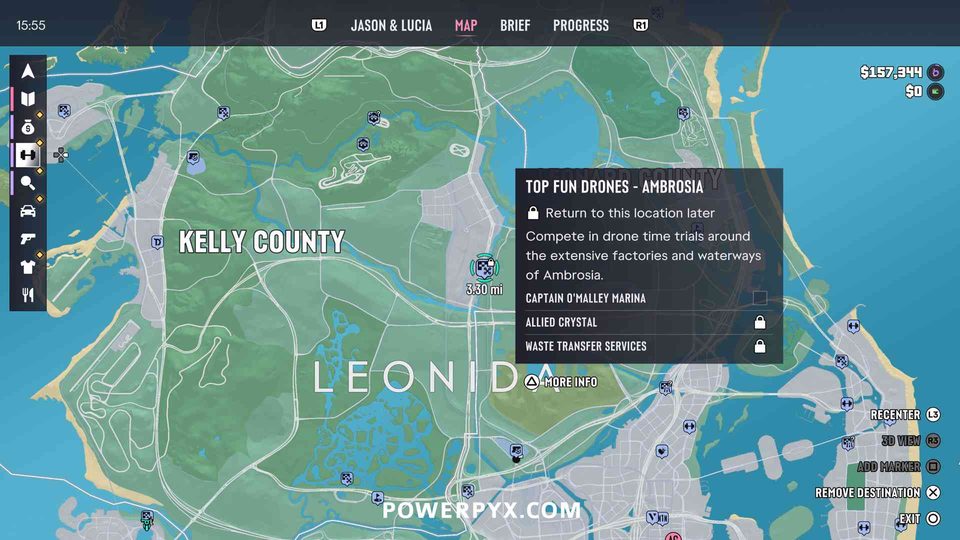 15:55
L1
JASON & LUCIA
MAP
BRIEF
PROGRESS
R1
$157,344
$0
TOP FUN DRONES - AMBROSIA
Return to this location later
Compete in drone time trials around
the extensive factories and waterways
of Ambrosia.
CAPTAIN O'MALLEY MARINA
ALLIED CRYSTAL
WASTE TRANSFER SERVICES
MORE INFO
KELLY COUNTY
3.30 mi
LEONIDA
RECENTER L3
3D VIEW R3
ADD MARKER
REMOVE DESTINATION
EXIT
POWERPYX.COM